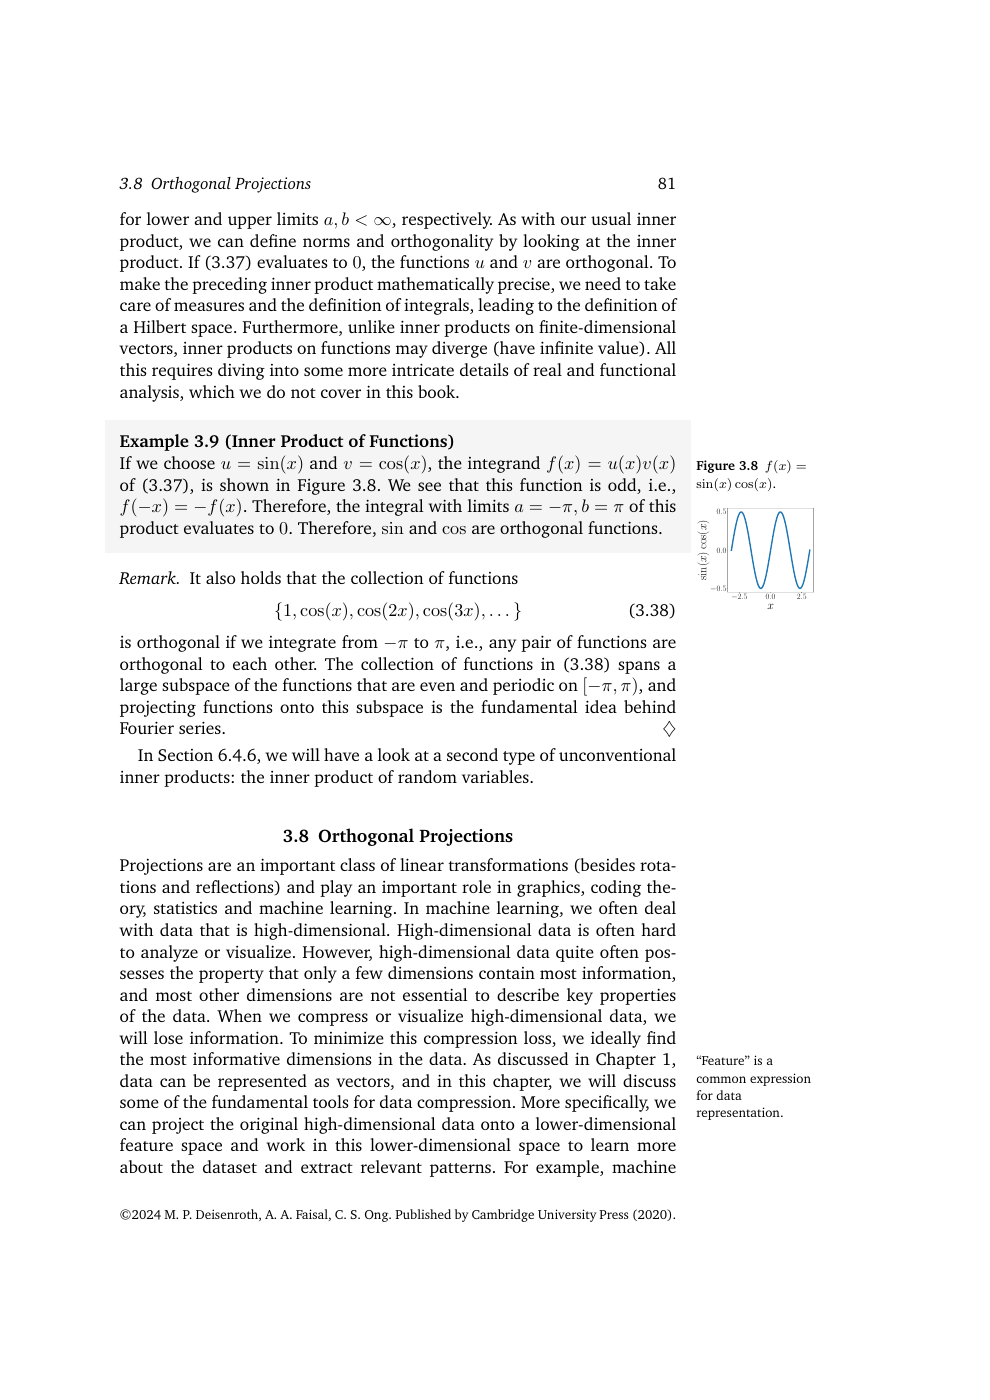 3.8 Orthogonal Projections 81
for lower and upper limits a, b < ∞, respectively. As with our usual inner
product, we can define norms and orthogonality by looking at the inner
product. If (3.37) evaluates to 0, the functions u and v are orthogonal. To
make the preceding inner product mathematically precise, we need to take
care of measures and the definition of integrals, leading to the definition of
a Hilbert space. Furthermore, unlike inner products on finite-dimensional
vectors, inner products on functions may diverge (have infinite value). All
this requires diving into some more intricate details of real and functional
analysis, which we do not cover in this book.
Example 3.9 (Inner Product of Functions)
If we choose u = sin(x) and v = cos(x), the integrand f(x) = u(x)v(x)
of (3.37), is shown in Figure 3.8. We see that this function is odd, i.e.,
f(−x) = −f(x). Therefore, the integral with limits a = −π, b = π of this
product evaluates to 0. Therefore, sin and cos are orthogonal functions.
Figure 3.8 f(x) =
sin(x) cos(x).
0.5
0.0
−0.5
sin(x) cos(x)
−2.5 0.0 2.5
x
Remark. It also holds that the collection of functions
{1, cos(x), cos(2x), cos(3x), . . . } (3.38)
is orthogonal if we integrate from −π to π, i.e., any pair of functions are
orthogonal to each other. The collection of functions in (3.38) spans a
large subspace of the functions that are even and periodic on [−π, π), and
projecting functions onto this subspace is the fundamental idea behind
Fourier series. ♢
In Section 6.4.6, we will have a look at a second type of unconventional
inner products: the inner product of random variables.
3.8 Orthogonal Projections
Projections are an important class of linear transformations (besides rota-
tions and reflections) and play an important role in graphics, coding the-
ory, statistics and machine learning. In machine learning, we often deal
with data that is high-dimensional. High-dimensional data is often hard
to analyze or visualize. However, high-dimensional data quite often pos-
sesses the property that only a few dimensions contain most information,
and most other dimensions are not essential to describe key properties
of the data. When we compress or visualize high-dimensional data, we
will lose information. To minimize this compression loss, we ideally find
the most informative dimensions in the data. As discussed in Chapter 1,
data can be represented as vectors, and in this chapter, we will discuss
some of the fundamental tools for data compression. More specifically, we
can project the original high-dimensional data onto a lower-dimensional
feature space and work in this lower-dimensional space to learn more
about the dataset and extract relevant patterns. For example, machine
“Feature” is a
common expression
for data
representation.
©2024 M. P. Deisenroth, A. A. Faisal, C. S. Ong. Published by Cambridge University Press (2020).